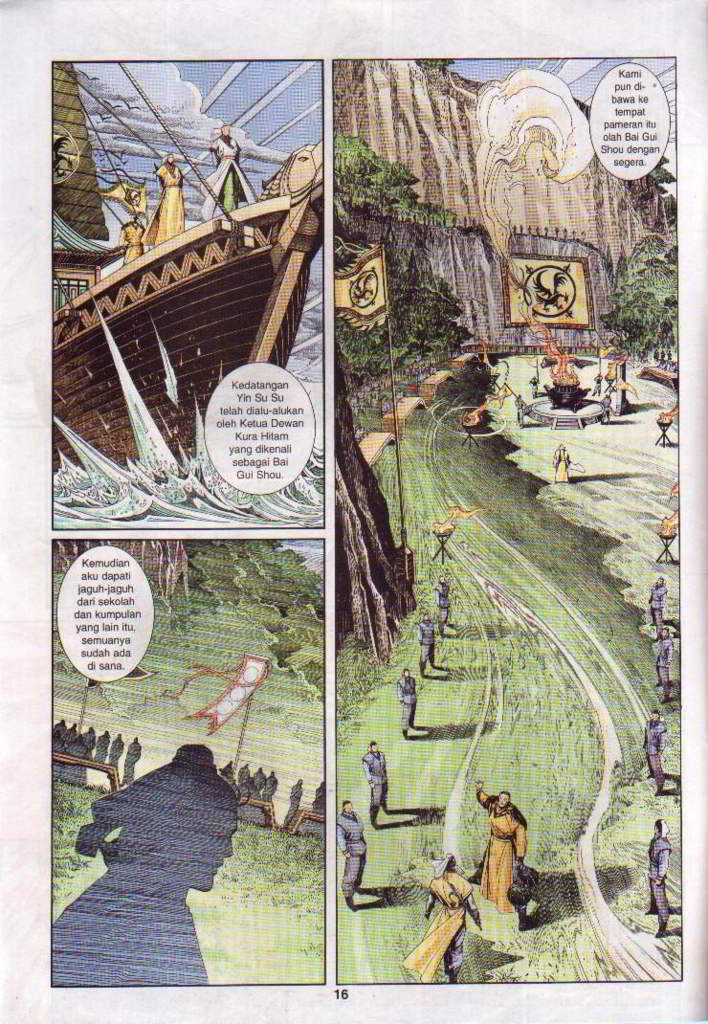 Kedatangan
Yin Su Su
telah dialu-alukan
oleh Ketua Dewan
Kura Hitam
yang dikenali
sebagai Bai
Gui Shou.
Kami
pun di-
bawa ke
tempat
pameran itu
olah Bai Gui
Shou dengan
segera.
Kemudian
aku dapati
jaguh-jaguh
dari sekolah
dan kumpulan
yang lain itu,
semuanya
sudah ada
di sana.
16